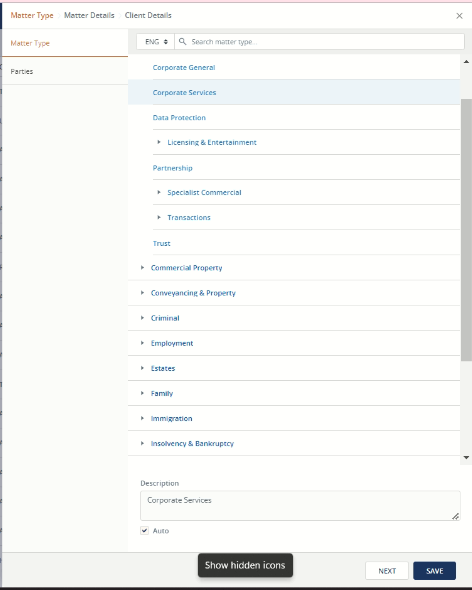 Matter Type Matter Details Client Details
Matter Type
Parties
ENG Search matter type...
Corporate General
Corporate Services
Data Protection
Licensing & Entertainment
Partnership
Specialist Commercial
Transactions
Trust
Commercial Property
Conveyancing & Property
Criminal
Employment
Estates
Family
Immigration
Insolvency & Bankruptcy
Description
Corporate Services
Auto
Show hidden icons
NEXT SAVE